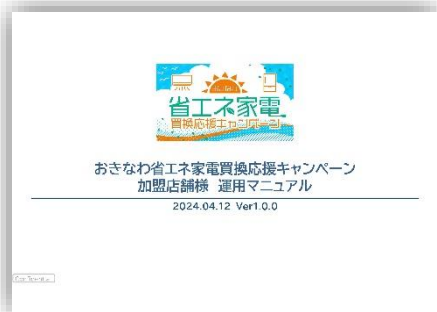 省エネ家電
買換応援キャンペーン
おきなわ省エネ家電買換応援キャンペーン
加盟店舗様 運用マニュアル
2024.04.12 Ver1.0.0